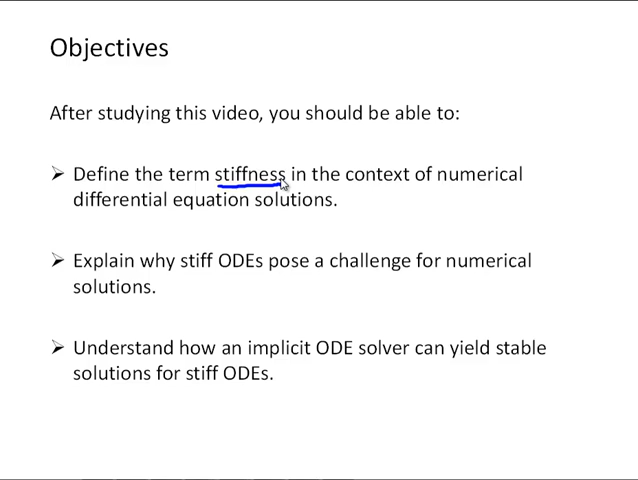 Objectives
After studying this video, you should be able to:
➢ Define the term stiffness in the context of numerical
differential equation solutions.
➢ Explain why stiff ODEs pose a challenge for numerical
solutions.
➢ Understand how an implicit ODE solver can yield stable
solutions for stiff ODEs.